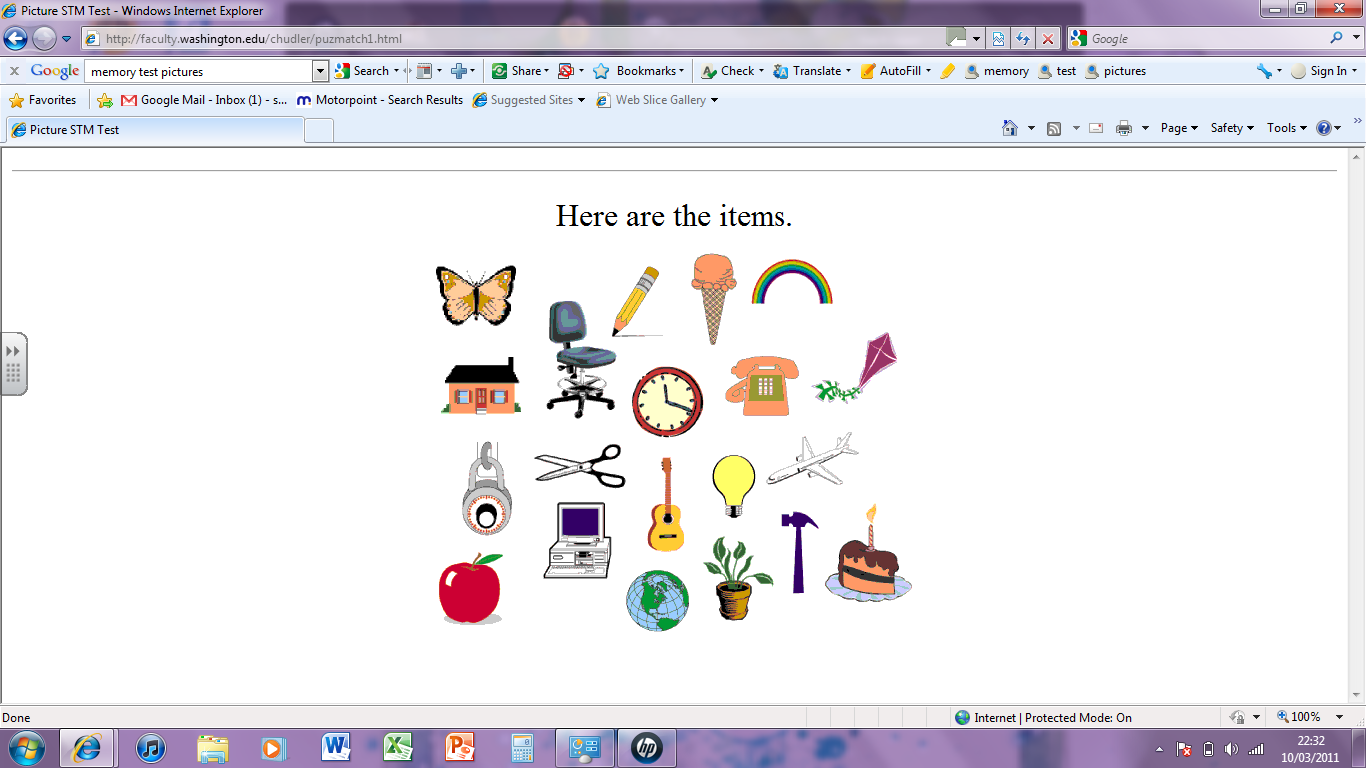 Picture STM Test - Windows Internet Explorer
http://faculty.washington.edu/chudler/puzmatch1.html
Google
x Google memory test pictures Search Share Bookmarks Check Translate AutoFill memory test pictures Sign In
Favorites Google Mail - Inbox (1) - s... Motorpoint - Search Results Suggested Sites Web Slice Gallery
Picture STM Test
Page Safety Tools
Here are the items.
Done
Internet | Protected Mode: On
100%
22:32
10/03/2011